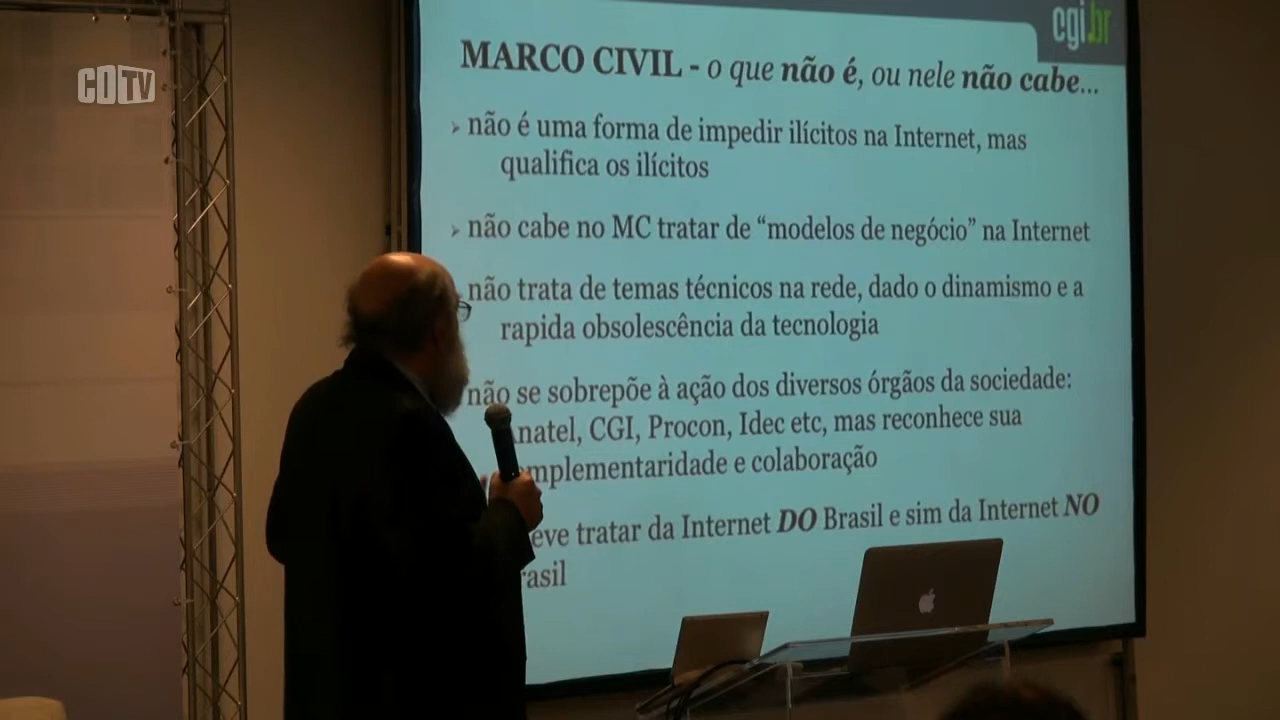 CDTV
cgi.br
MARCO CIVIL - o que não é, ou nele não cabe...
não é uma forma de impedir ilícitos na Internet, mas
qualifica os ilícitos
não cabe no MC tratar de “modelos de negócio” na Internet
não trata de temas técnicos na rede, dado o dinamismo e a
rapida obsolescência da tecnologia
não se sobrepõe à ação dos diversos órgãos da sociedade:
natel, CGI, Procon, Idec etc, mas reconhece sua
mplementaridade e colaboração
eve tratar da Internet DO Brasil e sim da Internet NO
rasil